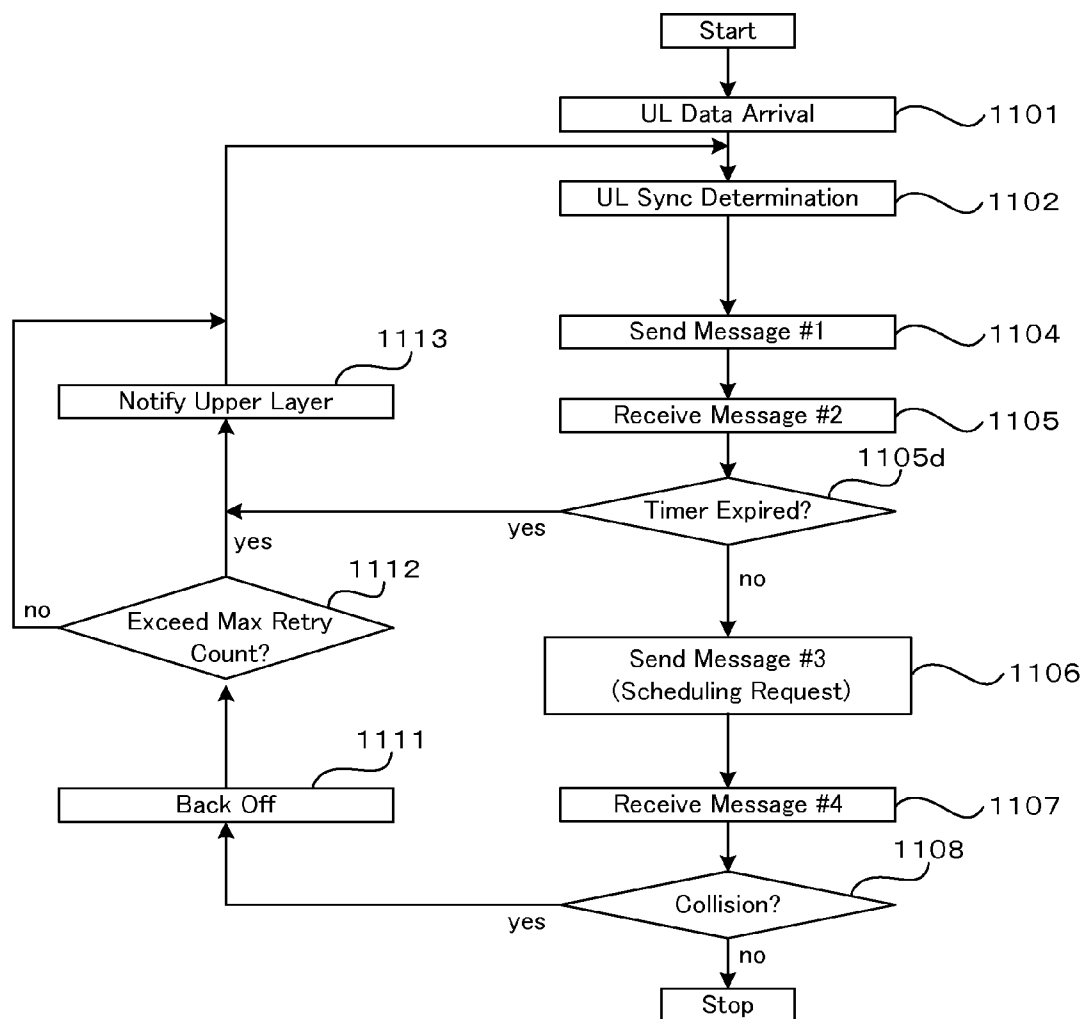 Start
UL Data Arrival
1101
UL Sync Determination
1102
Send Message #1
1104
1113
Notify Upper Layer
Receive Message #2
1105
1105d
Timer Expired?
yes
yes
no
1112
no
Exceed Max Retry
Count?
Send Message #3
(Scheduling Request)
1106
1111
Back Off
Receive Message #4
1107
1108
Collision?
yes
no
Stop